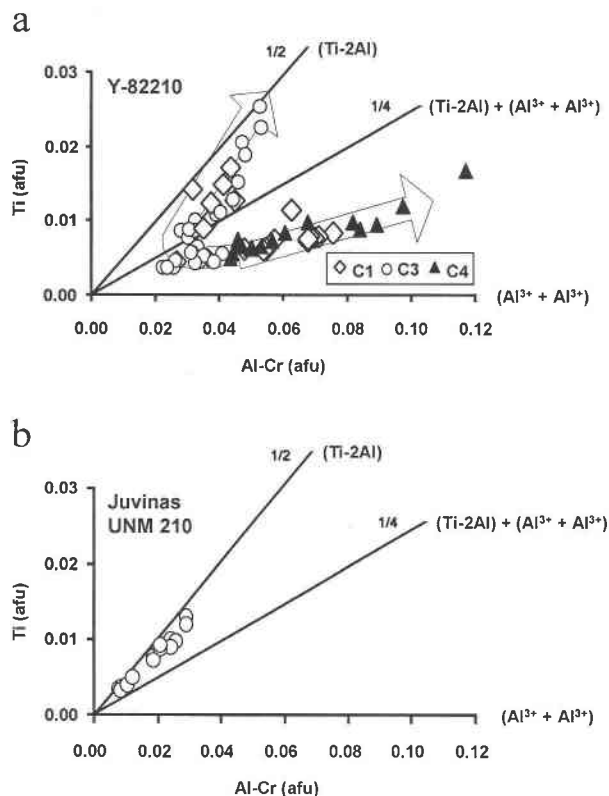 a
1/2
(Ti-2Al)
0.03
Y-82210
1/4
(Ti-2Al) + (Al³⁺ + Al³⁺)
0.02
Ti (afu)
0.01
C1 C3 C4
0.00
(Al³⁺ + Al³⁺)
0.00 0.02 0.04 0.06 0.08 0.10 0.12
Al-Cr (afu)
b
1/2
(Ti-2Al)
0.03
Juvinas
UNM 210
1/4
(Ti-2Al) + (Al³⁺ + Al³⁺)
0.02
Ti (afu)
0.01
0.00
(Al³⁺ + Al³⁺)
0.00 0.02 0.04 0.06 0.08 0.10 0.12
Al-Cr (afu)